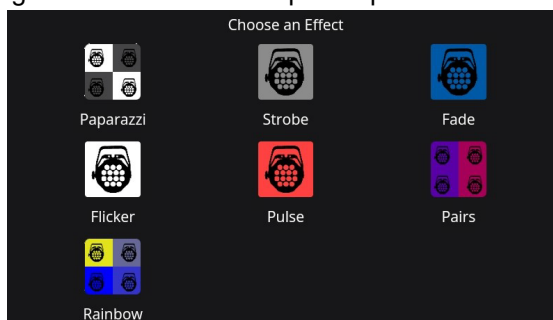 Choose an Effect
Paparazzi Strobe Fade
Flicker Pulse Pairs
Rainbow